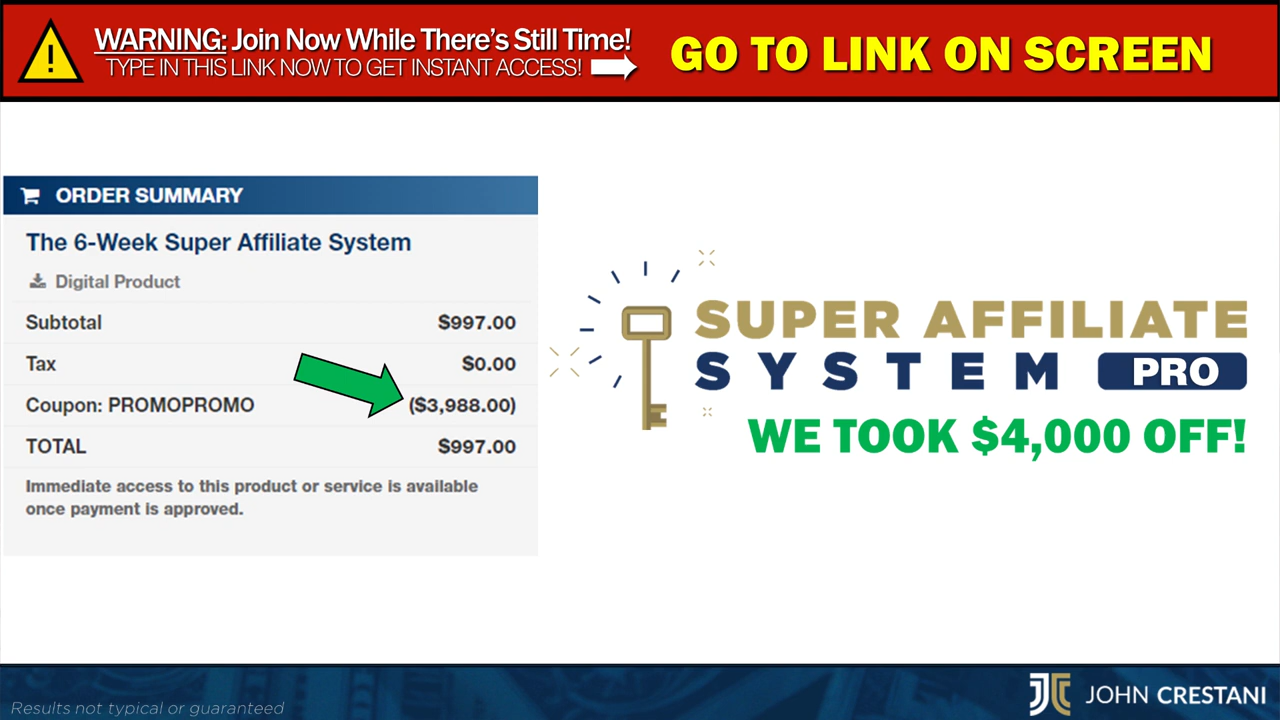 WARNING: Join Now While There's Still Time!
TYPE IN THIS LINK NOW TO GET INSTANT ACCESS!
GO TO LINK ON SCREEN
ORDER SUMMARY
The 6-Week Super Affiliate System
Digital Product
Subtotal $997.00
Tax $0.00
Coupon: PROMOPROMO ($3,988.00)
TOTAL $997.00
Immediate access to this product or service is available
once payment is approved.
SUPER AFFILIATE
SYSTEM PRO
WE TOOK $4,000 OFF!
Results not typical or guaranteed
JOHN CRESTANI